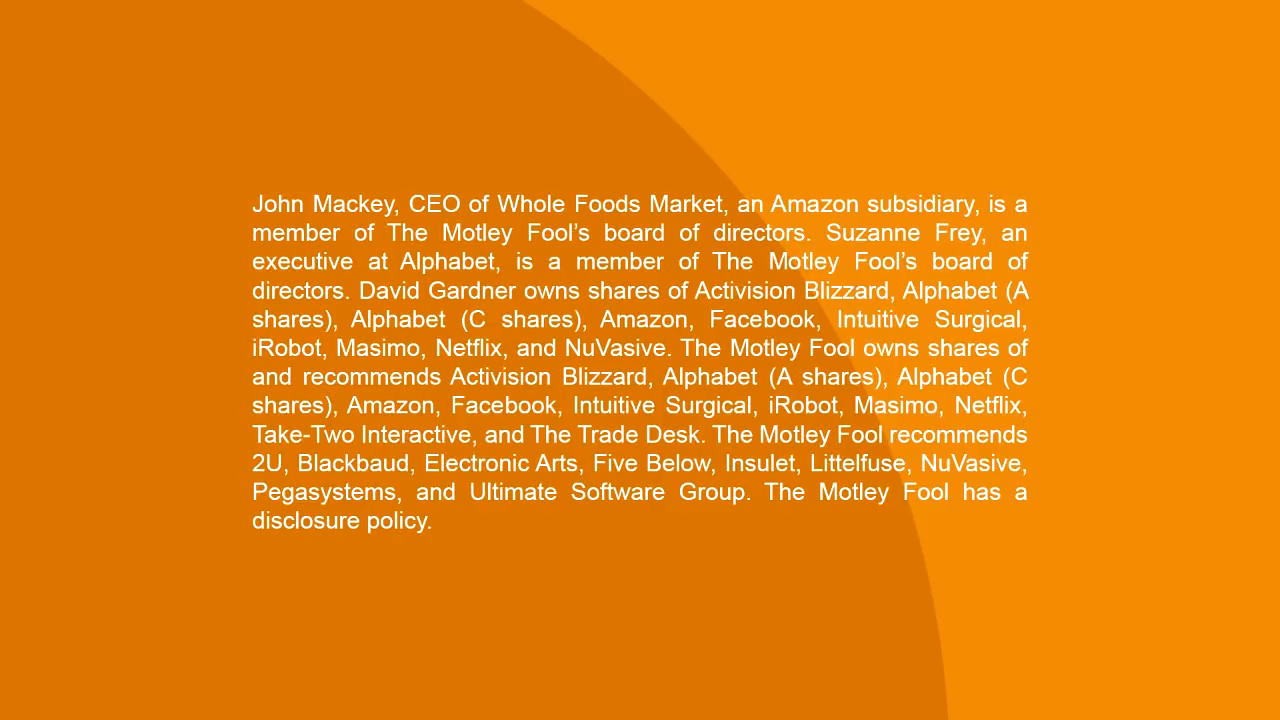 John Mackey, CEO of Whole Foods Market, an Amazon subsidiary, is a
member of The Motley Fool’s board of directors. Suzanne Frey, an
executive at Alphabet, is a member of The Motley Fool’s board of
directors. David Gardner owns shares of Activision Blizzard, Alphabet (A
shares), Alphabet (C shares), Amazon, Facebook, Intuitive Surgical,
iRobot, Masimo, Netflix, and NuVasive. The Motley Fool owns shares of
and recommends Activision Blizzard, Alphabet (A shares), Alphabet (C
shares), Amazon, Facebook, Intuitive Surgical, iRobot, Masimo, Netflix,
Take-Two Interactive, and The Trade Desk. The Motley Fool recommends
2U, Blackbaud, Electronic Arts, Five Below, Insulet, Littelfuse, NuVasive,
Pegasystems, and Ultimate Software Group. The Motley Fool has a
disclosure policy.